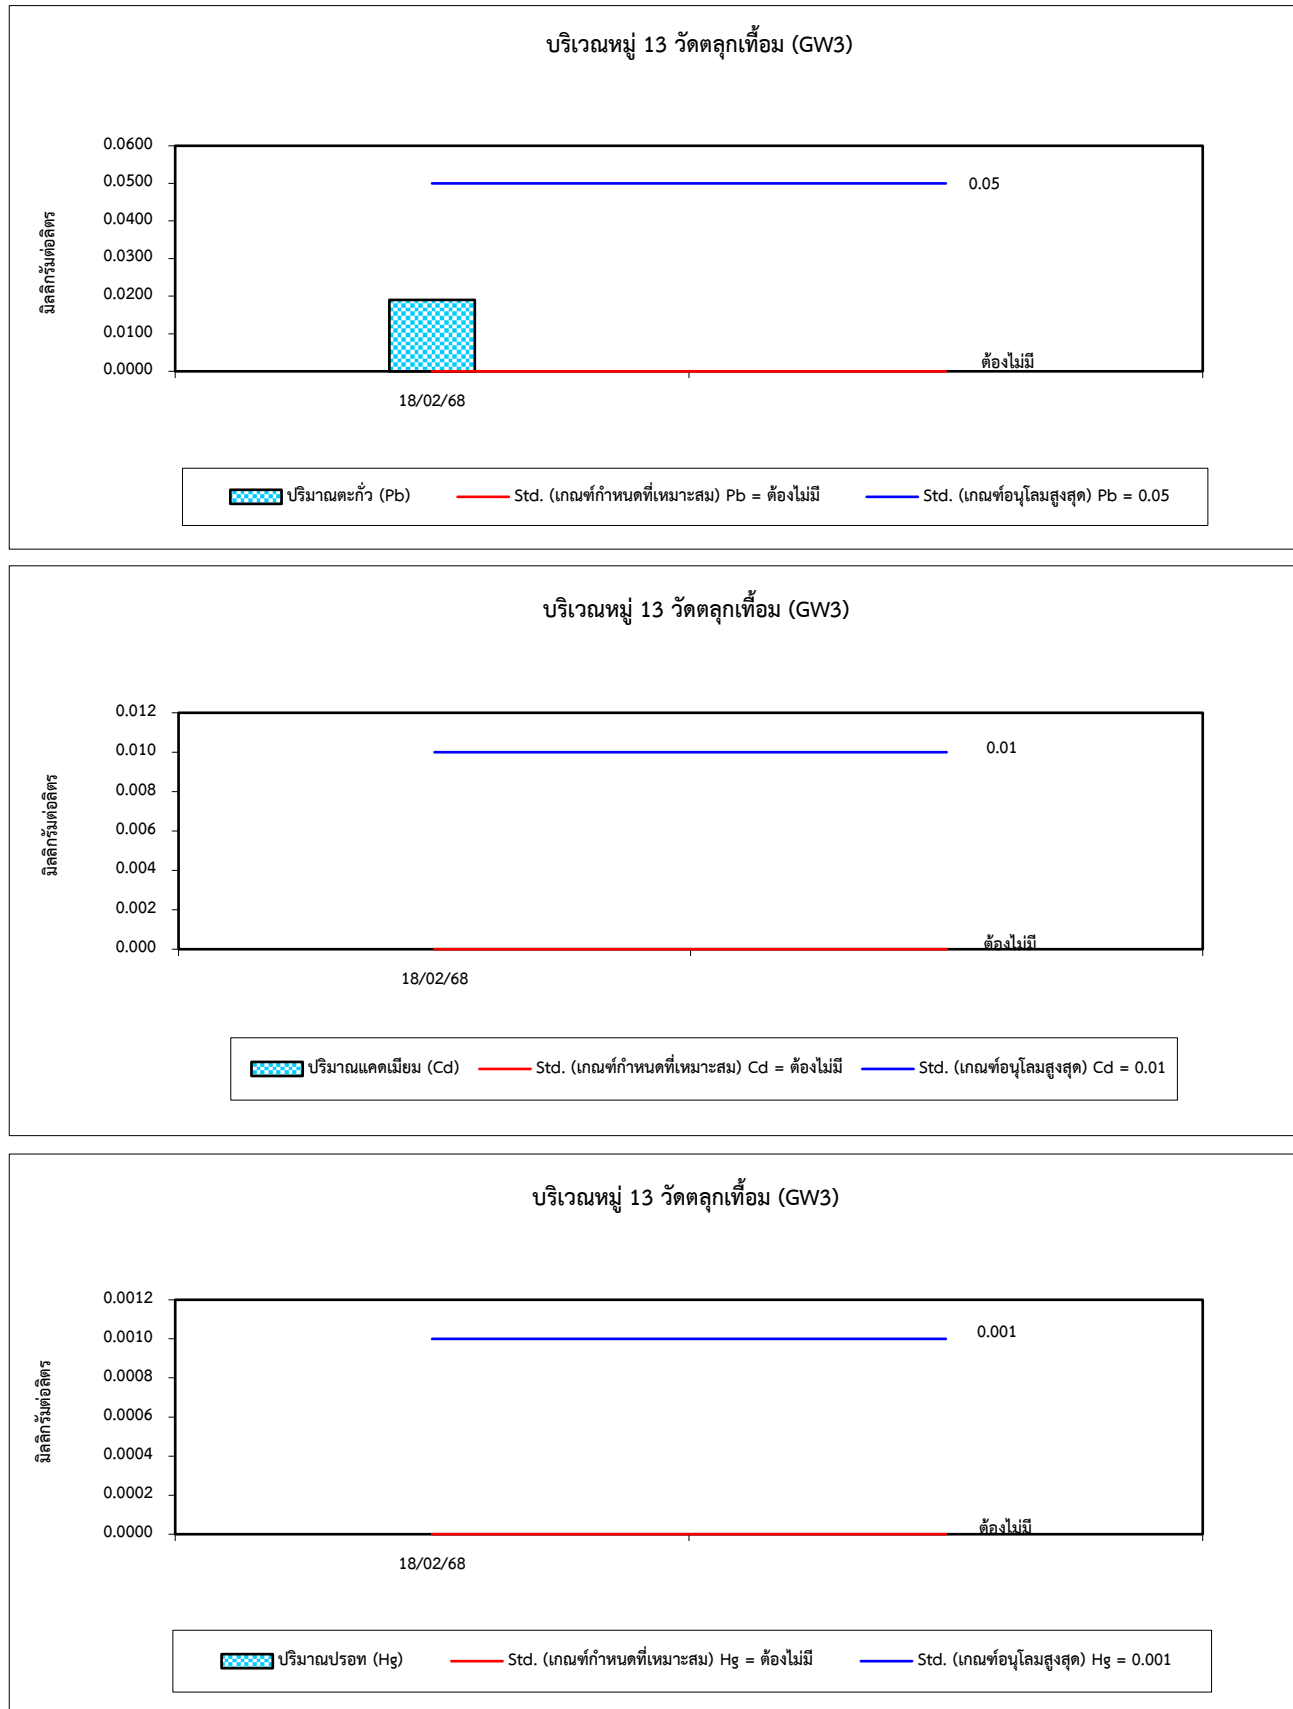 บริเวณหมู่ 13 วัดตลุกเทื้อม (GW3)
มิลลิกรัมต่อลิตร
0.0600
0.0500
0.0400
0.0300
0.0200
0.0100
0.0000
0.05
ต้องไม่มี
18/02/68
ปริมาณตะกั่ว (Pb) Std. (เกณฑ์กำหนดที่เหมาะสม) Pb = ต้องไม่มี Std. (เกณฑ์อนุโลมสูงสุด) Pb = 0.05
บริเวณหมู่ 13 วัดตลุกเทื้อม (GW3)
มิลลิกรัมต่อลิตร
0.012
0.010
0.008
0.006
0.004
0.002
0.000
0.01
ต้องไม่มี
18/02/68
ปริมาณแคดเมียม (Cd) Std. (เกณฑ์กำหนดที่เหมาะสม) Cd = ต้องไม่มี Std. (เกณฑ์อนุโลมสูงสุด) Cd = 0.01
บริเวณหมู่ 13 วัดตลุกเทื้อม (GW3)
มิลลิกรัมต่อลิตร
0.0012
0.0010
0.0008
0.0006
0.0004
0.0002
0.0000
0.001
ต้องไม่มี
18/02/68
ปริมาณปรอท (Hg) Std. (เกณฑ์กำหนดที่เหมาะสม) Hg = ต้องไม่มี Std. (เกณฑ์อนุโลมสูงสุด) Hg = 0.001